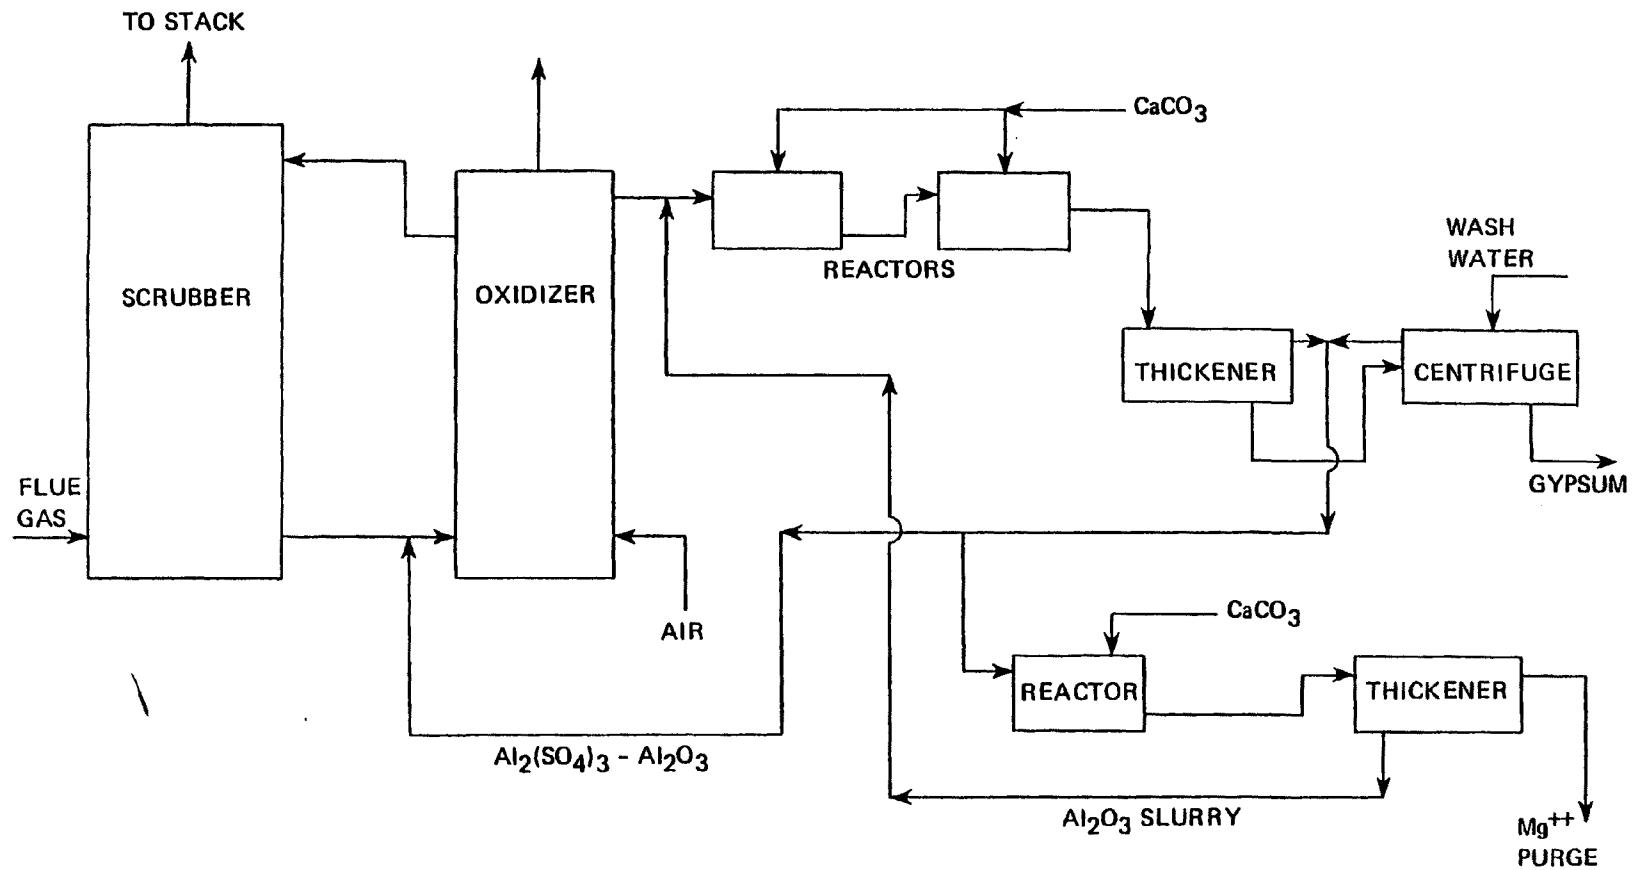 TO STACK
CaCO3
WASH
WATER
REACTORS
SCRUBBER
OXIDIZER
THICKENER
CENTRIFUGE
FLUE
GAS
GYPSUM
AIR
CaCO3
REACTOR
THICKENER
Al2(SO4)3 - Al2O3
Al2O3 SLURRY
Mg++
PURGE